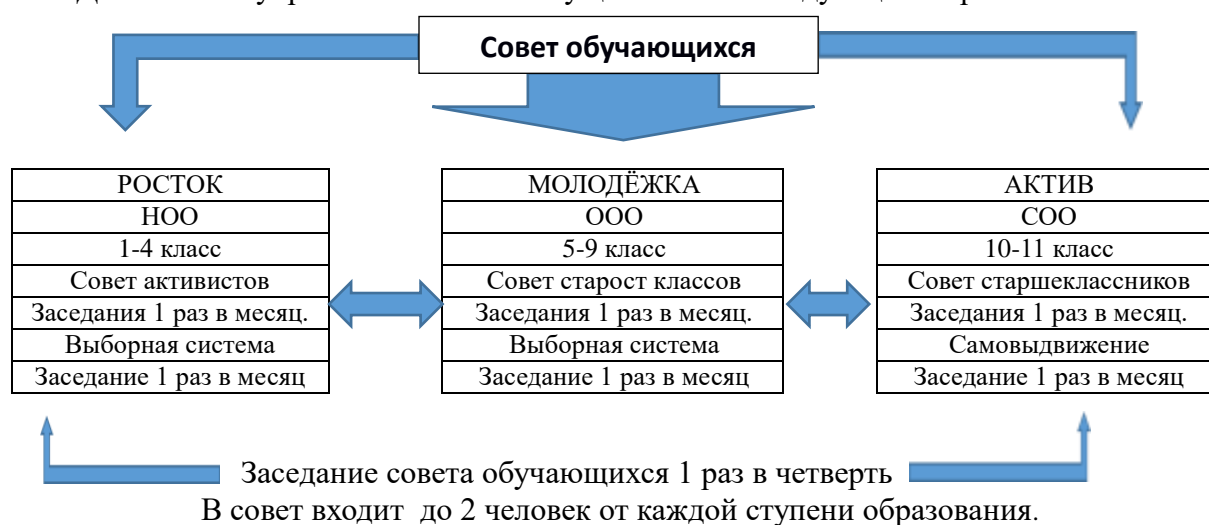 Совет обучающихся
РОСТОК
НОО
1-4 класс
Совет активистов
Заседания 1 раз в месяц.
Выборная система
Заседание 1 раз в месяц
МОЛОДЁЖКА
ООО
5-9 класс
Совет старост классов
Заседания 1 раз в месяц.
Выборная система
Заседание 1 раз в месяц
АКТИВ
СОО
10-11 класс
Совет старшеклассников
Заседания 1 раз в месяц.
Самовыдвижение
Заседание 1 раз в месяц
Заседание совета обучающихся 1 раз в четверть
В совет входит до 2 человек от каждой ступени образования.